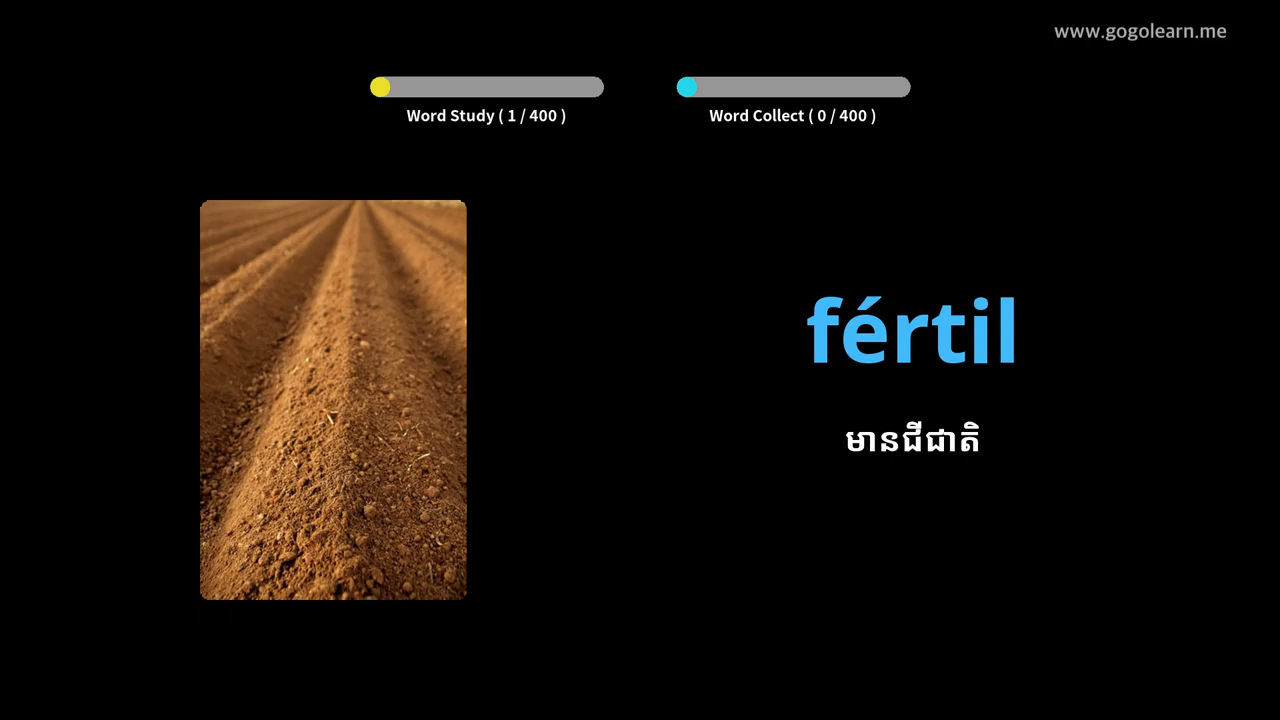 www.gogolearn.me
Word Study ( 1 / 400 )
Word Collect ( 0 / 400 )
fértil
មានជីជាតិ